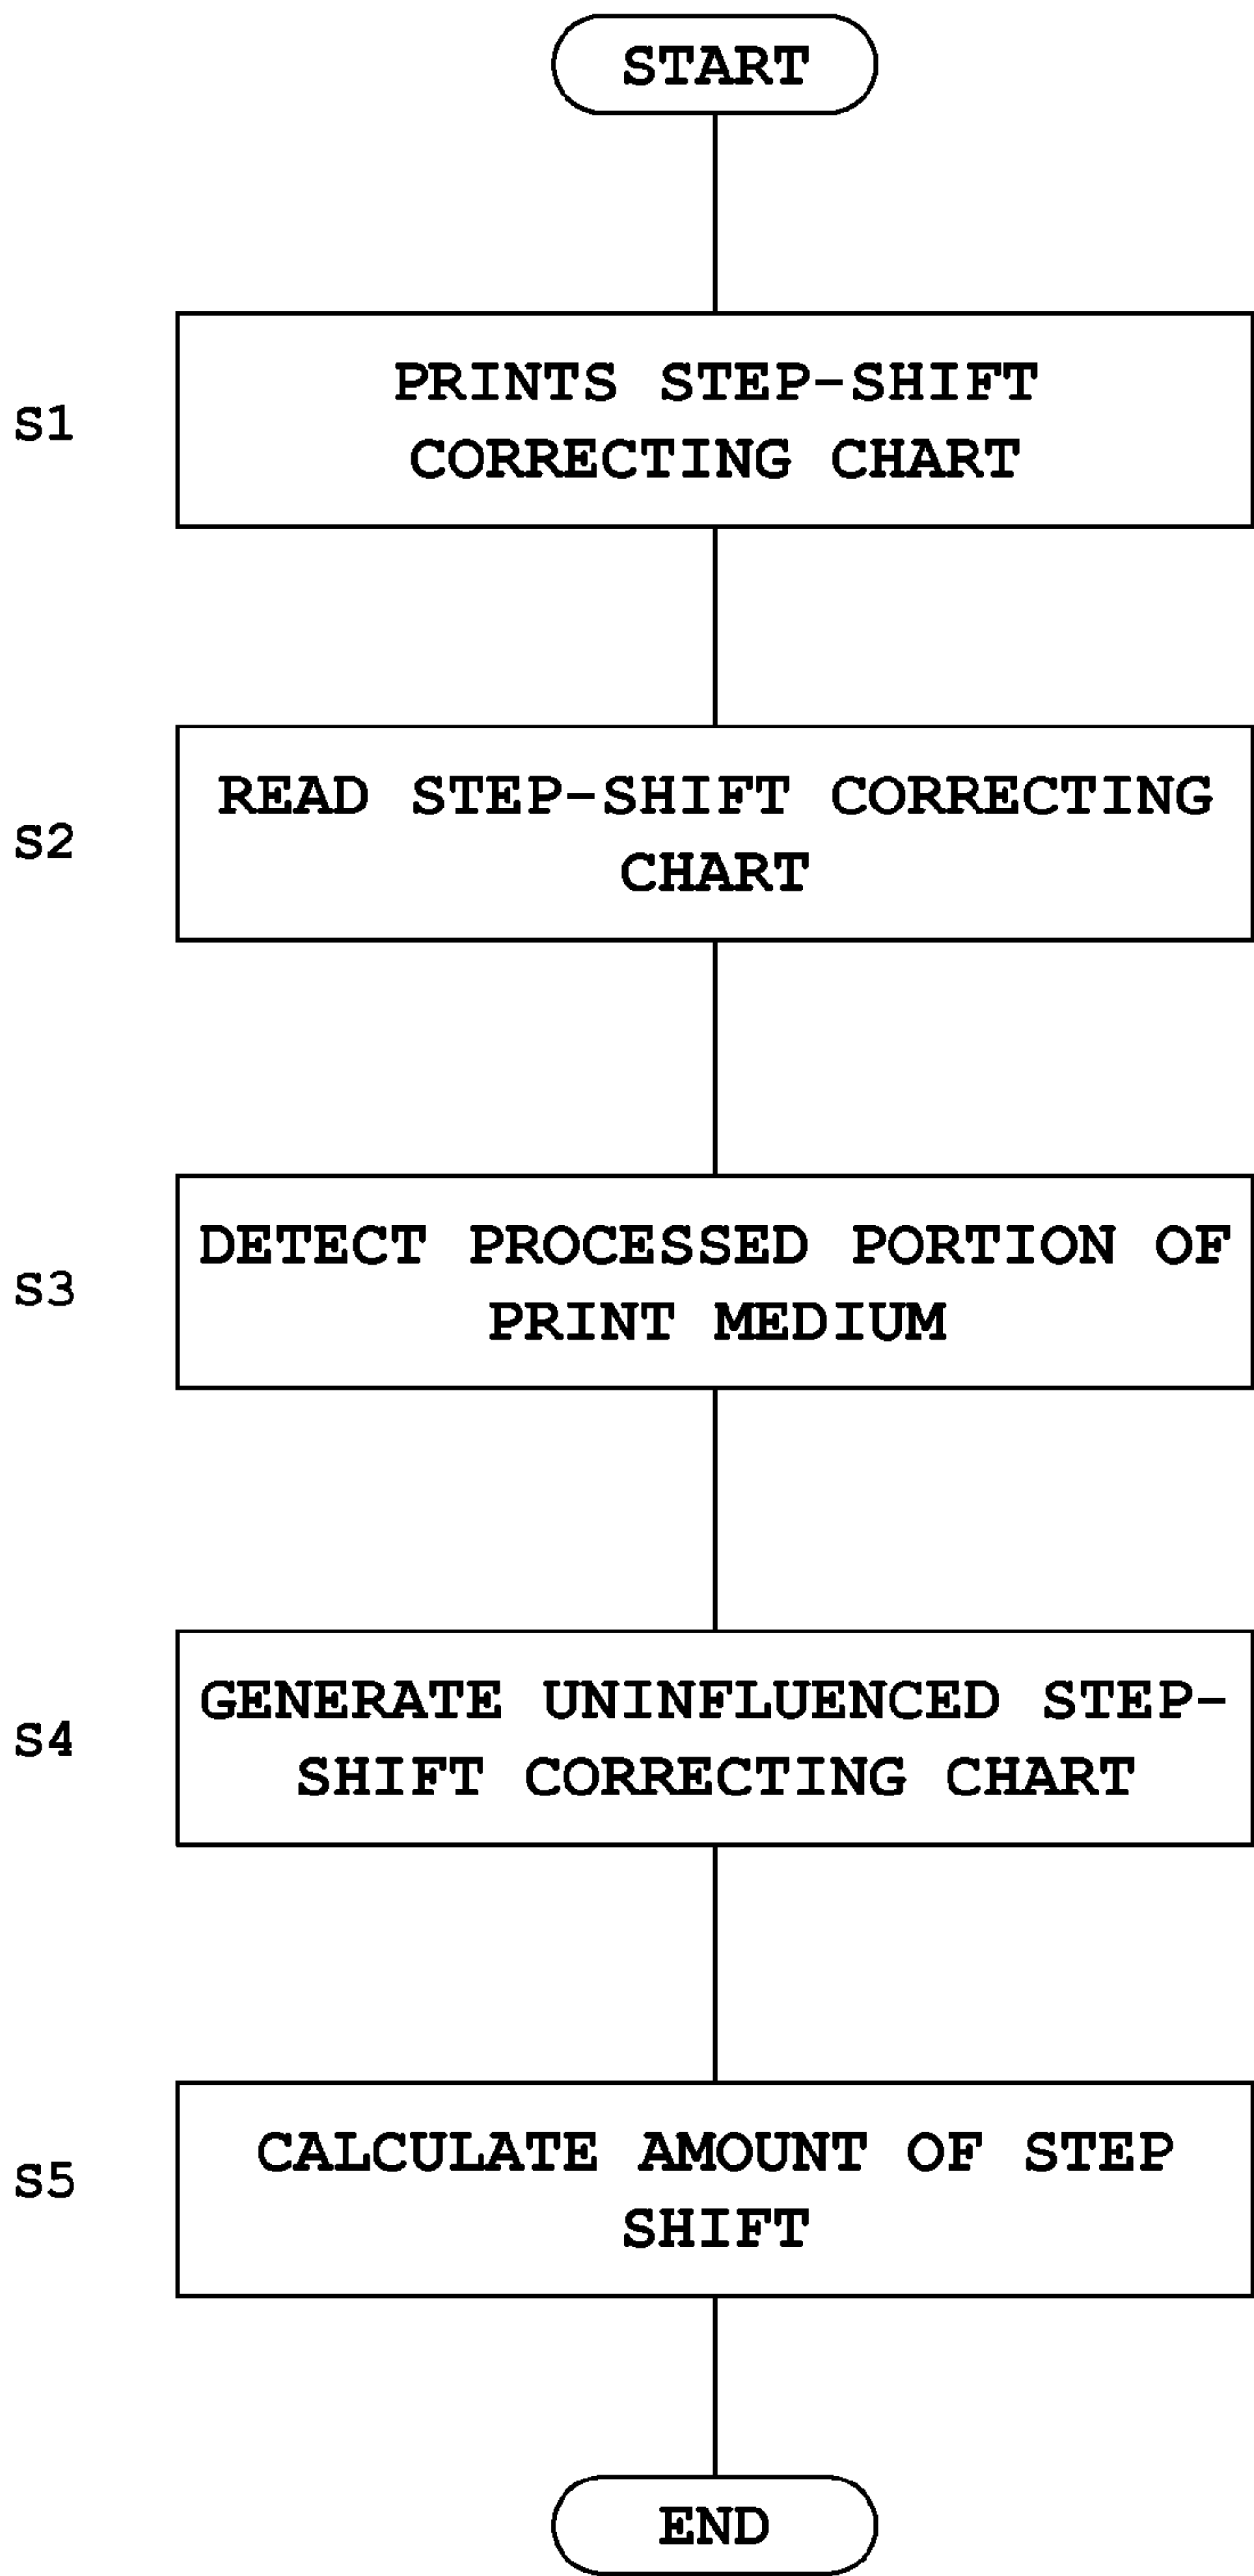 START
S1
PRINTS STEP-SHIFT
CORRECTING CHART
S2
READ STEP-SHIFT CORRECTING
CHART
S3
DETECT PROCESSED PORTION OF
PRINT MEDIUM
S4
GENERATE UNINFLUENCED STEP-
SHIFT CORRECTING CHART
S5
CALCULATE AMOUNT OF STEP
SHIFT
END